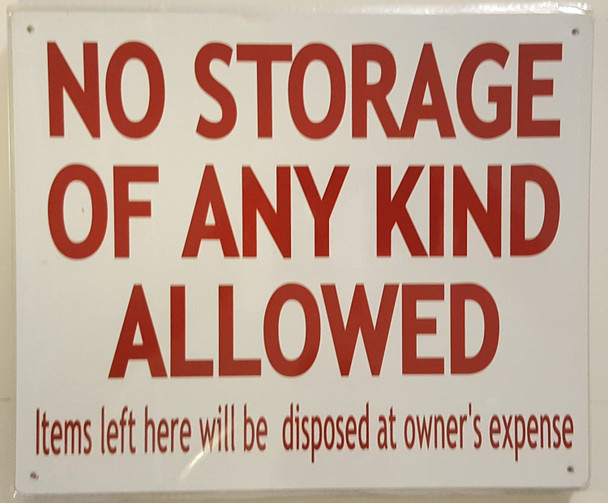 NO STORAGE
OF ANY KIND
ALLOWED
Items left here will be disposed at owner's expense